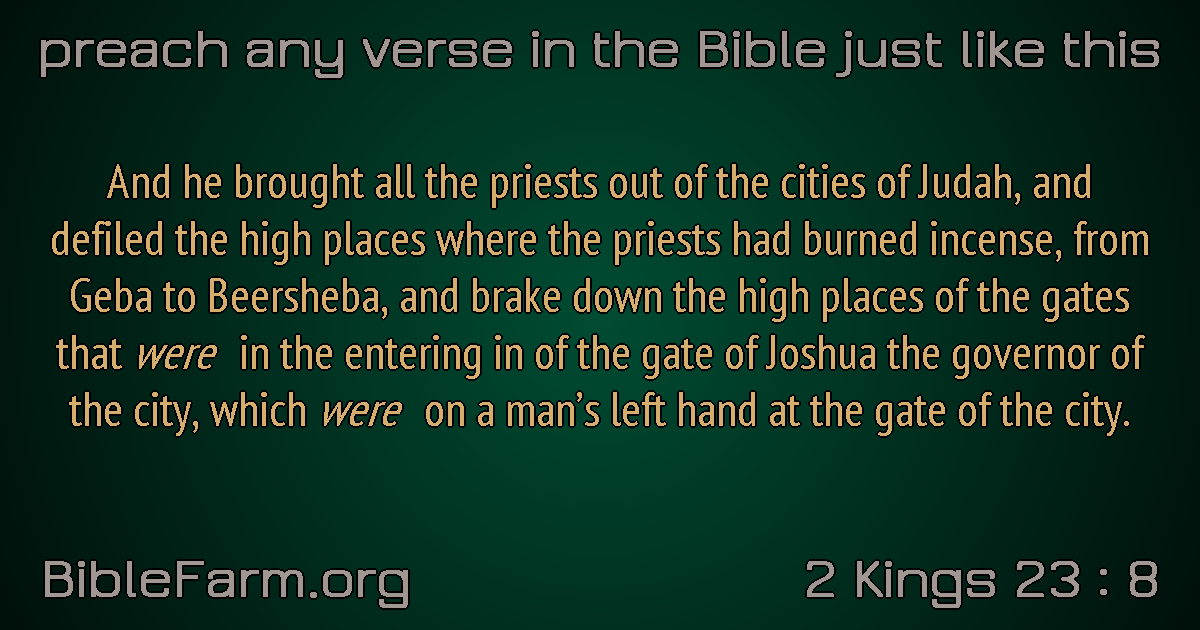 preach any verse in the Bible just like this
And he brought all the priests out of the cities of Judah, and
defiled the high places where the priests had burned incense, from
Geba to Beersheba, and brake down the high places of the gates
that were in the entering in of the gate of Joshua the governor of
the city, which were on a man’s left hand at the gate of the city.
BibleFarm.org
2 Kings 23 : 8